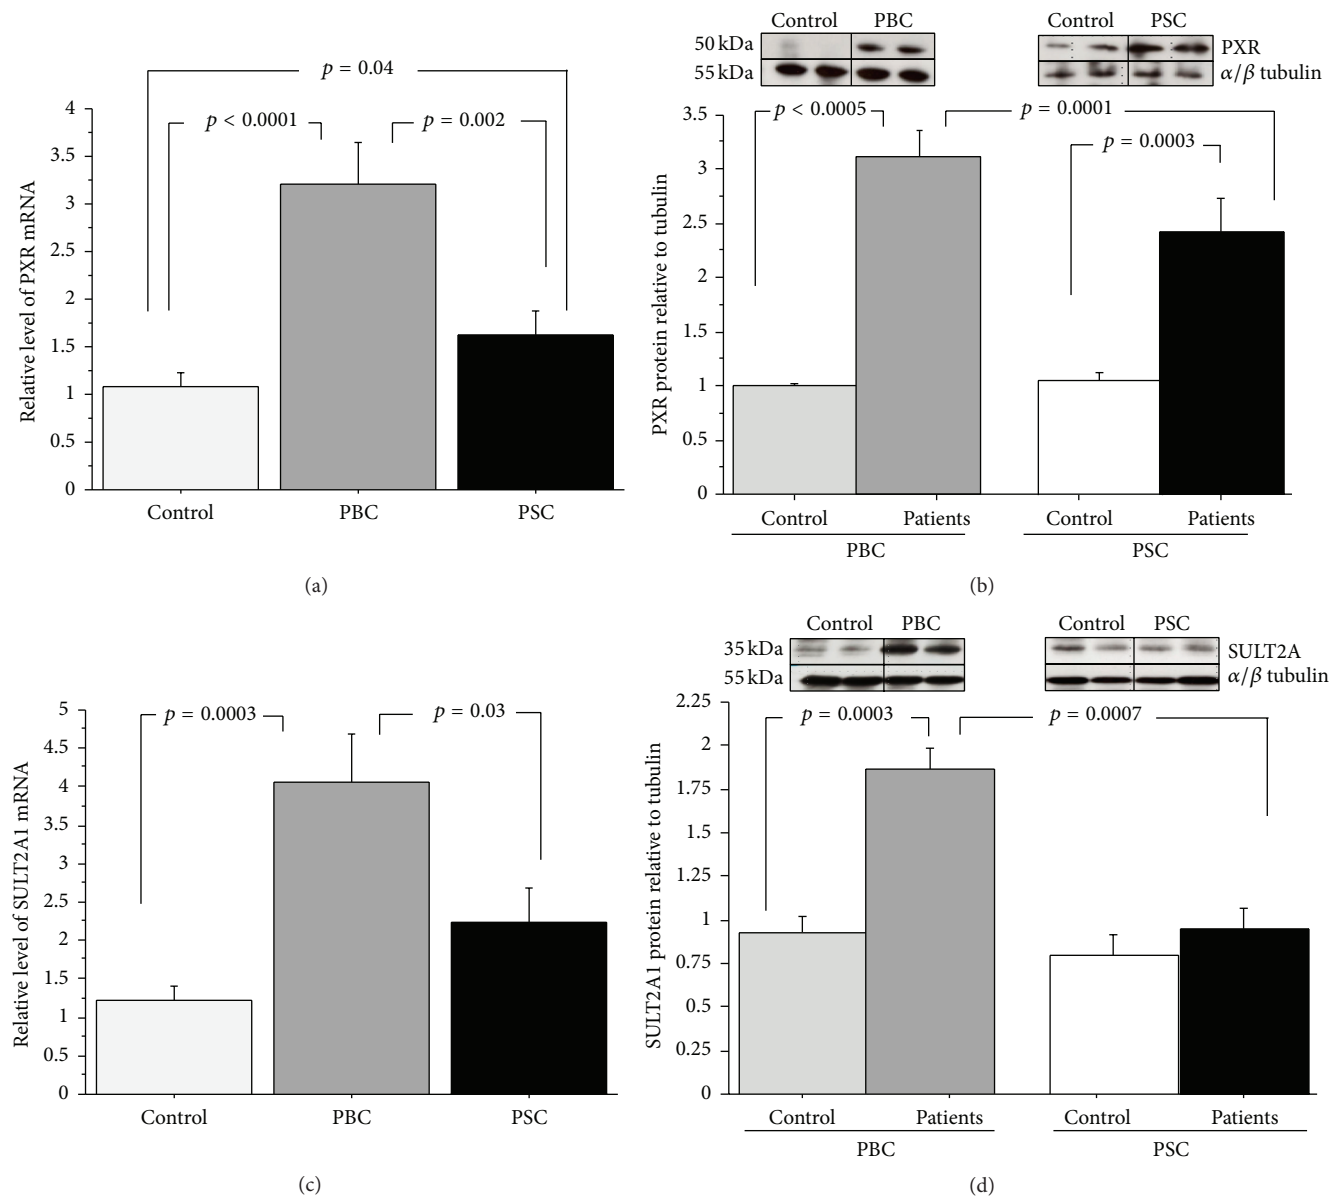 p = 0.04
p < 0.0001
p = 0.002
4
3.5
3
2.5
2
1.5
1
0.5
0
Relative level of PXR mRNA
Control PBC PSC
(a)
Control PBC
Control PSC
50 kDa
PXR
55 kDa
α/β tubulin
p < 0.0005
p = 0.0001
p = 0.0003
3.5
3
2.5
2
1.5
1
0.5
0
PXR protein relative to tubulin
Control Patients Control Patients
PBC PSC
(b)
p = 0.0003
p = 0.03
5
4.5
4
3.5
3
2.5
2
1.5
1
0.5
0
Relative level of SULT2A1 mRNA
Control PBC PSC
(c)
Control PBC
Control PSC
35 kDa
SULT2A
55 kDa
α/β tubulin
p = 0.0003
p = 0.0007
2.25
2
1.75
1.5
1.25
1
0.75
0.5
0.25
0
SULT2A1 protein relative to tubulin
Control Patients Control Patients
PBC PSC
(d)